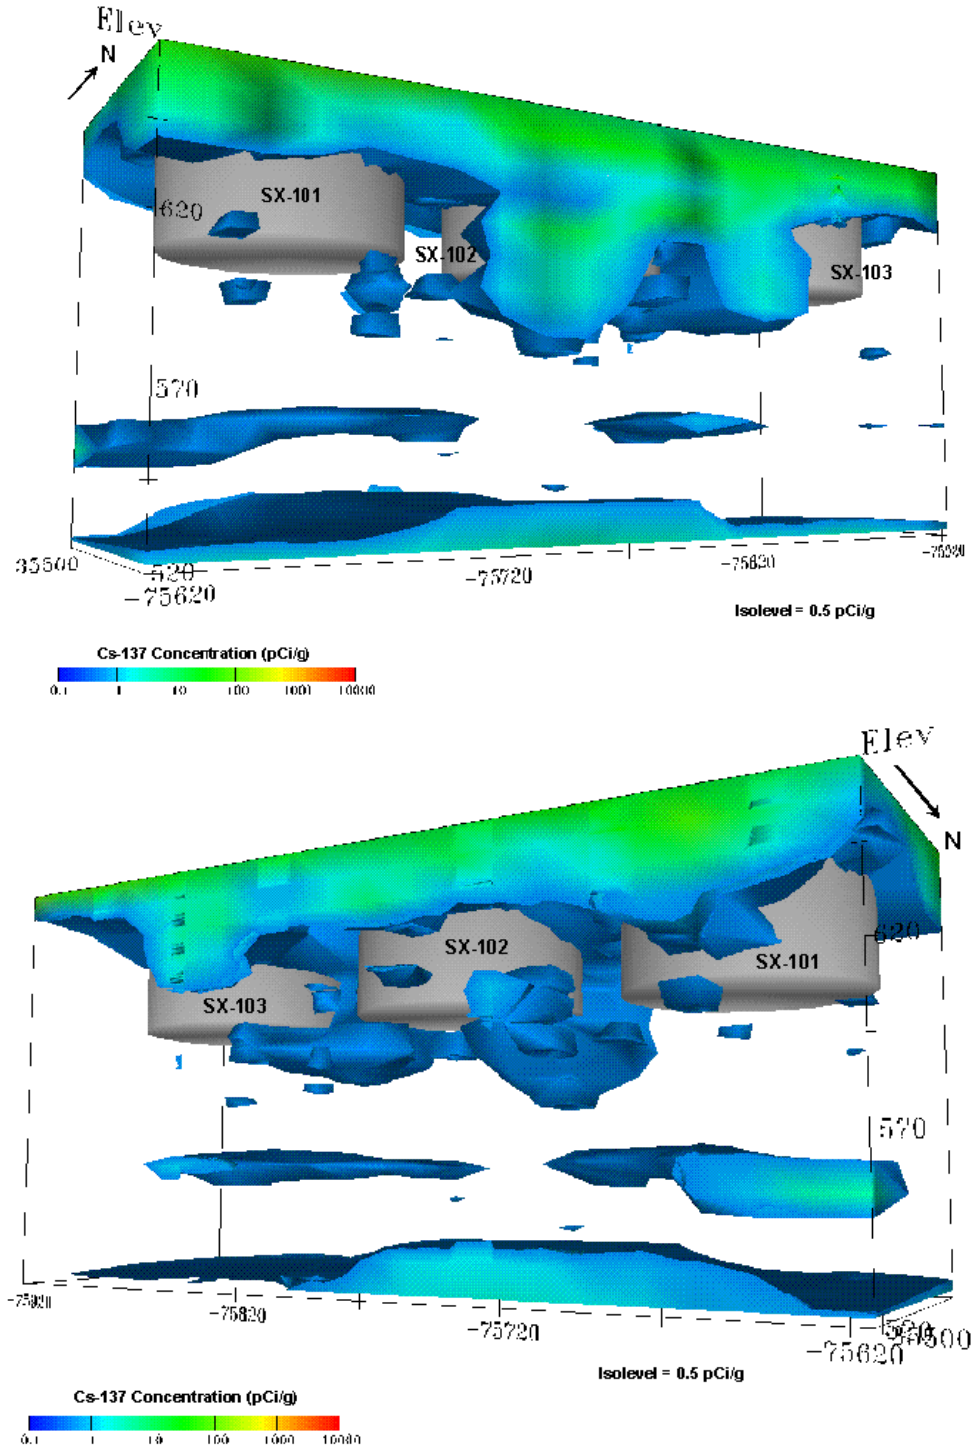 Elev
N
SX-101
620
SX-102
SX-103
570
35500
520
-75620
-75720
-75820
-75920
Isolevel = 0.5 pCi/g
Cs-137 Concentration (pCi/g)
0.1 1 10 100 1000 10000
Elev
N
620
SX-102
SX-101
SX-103
570
-75920
-75820
-75720
-75620
Isolevel = 0.5 pCi/g
Cs-137 Concentration (pCi/g)
0.1 1 10 100 1000 10000